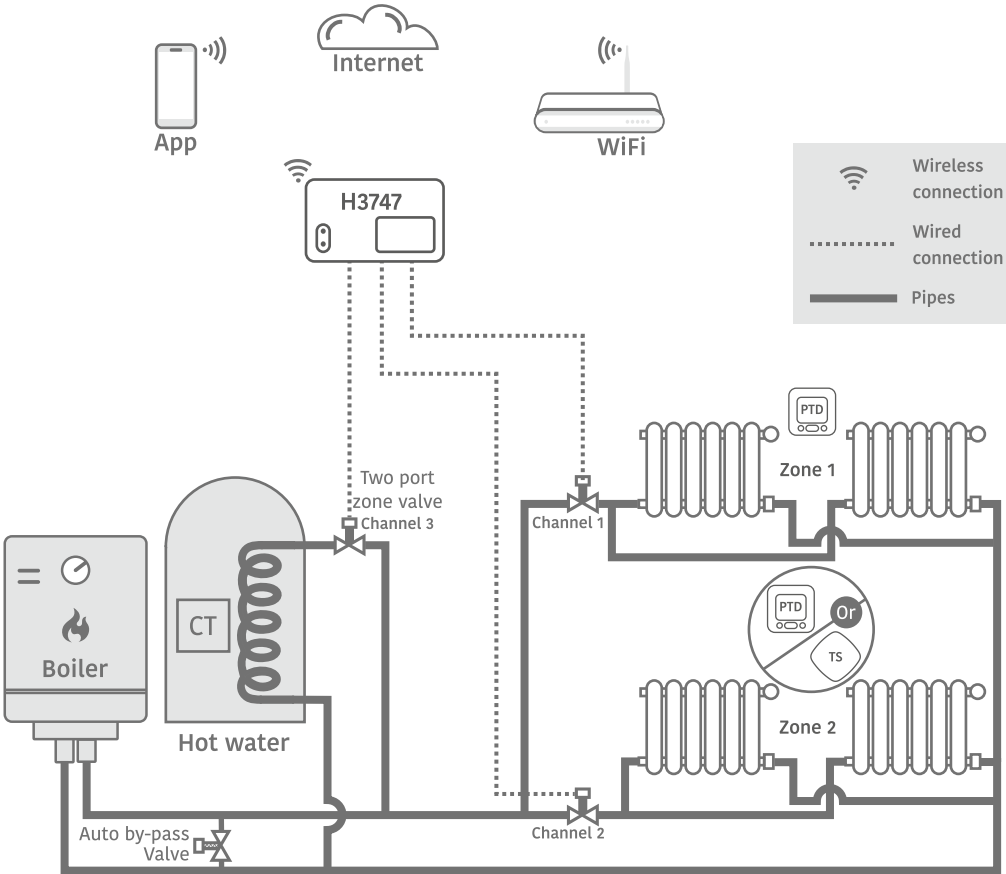 Internet
App
WiFi
Wireless
connection
Wired
connection
Pipes
H3747
PTD
Zone 1
Two port
zone valve
Channel 3
Channel 1
Boiler
CT
Hot water
PTD
Or
TS
Zone 2
Channel 2
Auto by-pass
Valve